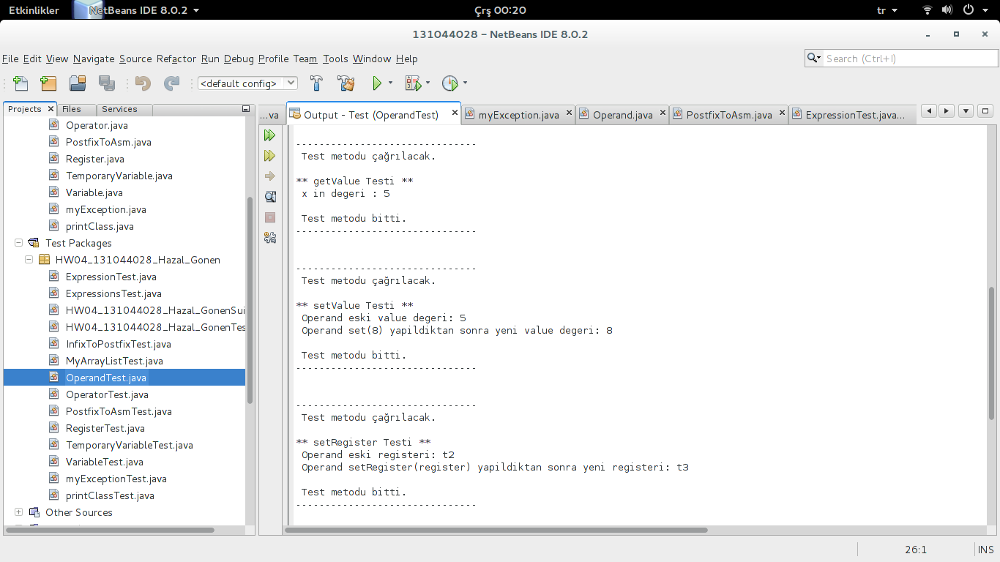 Etkinlikler
NetBeans IDE 8.0.2
Çrş 00:20
tr
131044028 - NetBeans IDE 8.0.2
File Edit View Navigate Source Refactor Run Debug Profile Team Tools Window Help
Search (Ctrl+I)
<default config>
Projects
Files
Services
...va
Output - Test (OperandTest)
myException.java
Operand.java
PostfixToAsm.java
ExpressionTest.java...
Operator.java
PostfixToAsm.java
Register.java
TemporaryVariable.java
Variable.java
myException.java
printClass.java
Test Packages
HW04_131044028_Hazal_Gonen
ExpressionTest.java
ExpressionsTest.java
HW04_131044028_Hazal_GonenSui
HW04_131044028_Hazal_GonenTes
InfixToPostfixTest.java
MyArrayListTest.java
OperandTest.java
OperatorTest.java
PostfixToAsmTest.java
RegisterTest.java
TemporaryVariableTest.java
VariableTest.java
myExceptionTest.java
printClassTest.java
Other Sources
-------------------------------
Test metodu çağrılacak.
** getValue Testi **
x in degeri : 5
Test metodu bitti.
-------------------------------
-------------------------------
Test metodu çağrılacak.
** setValue Testi **
Operand eski value degeri: 5
Operand set(8) yapildiktan sonra yeni value degeri: 8
Test metodu bitti.
-------------------------------
-------------------------------
Test metodu çağrılacak.
** setRegister Testi **
Operand eski registeri: t2
Operand setRegister(register) yapildiktan sonra yeni registeri: t3
Test metodu bitti.
-------------------------------
26:1
INS